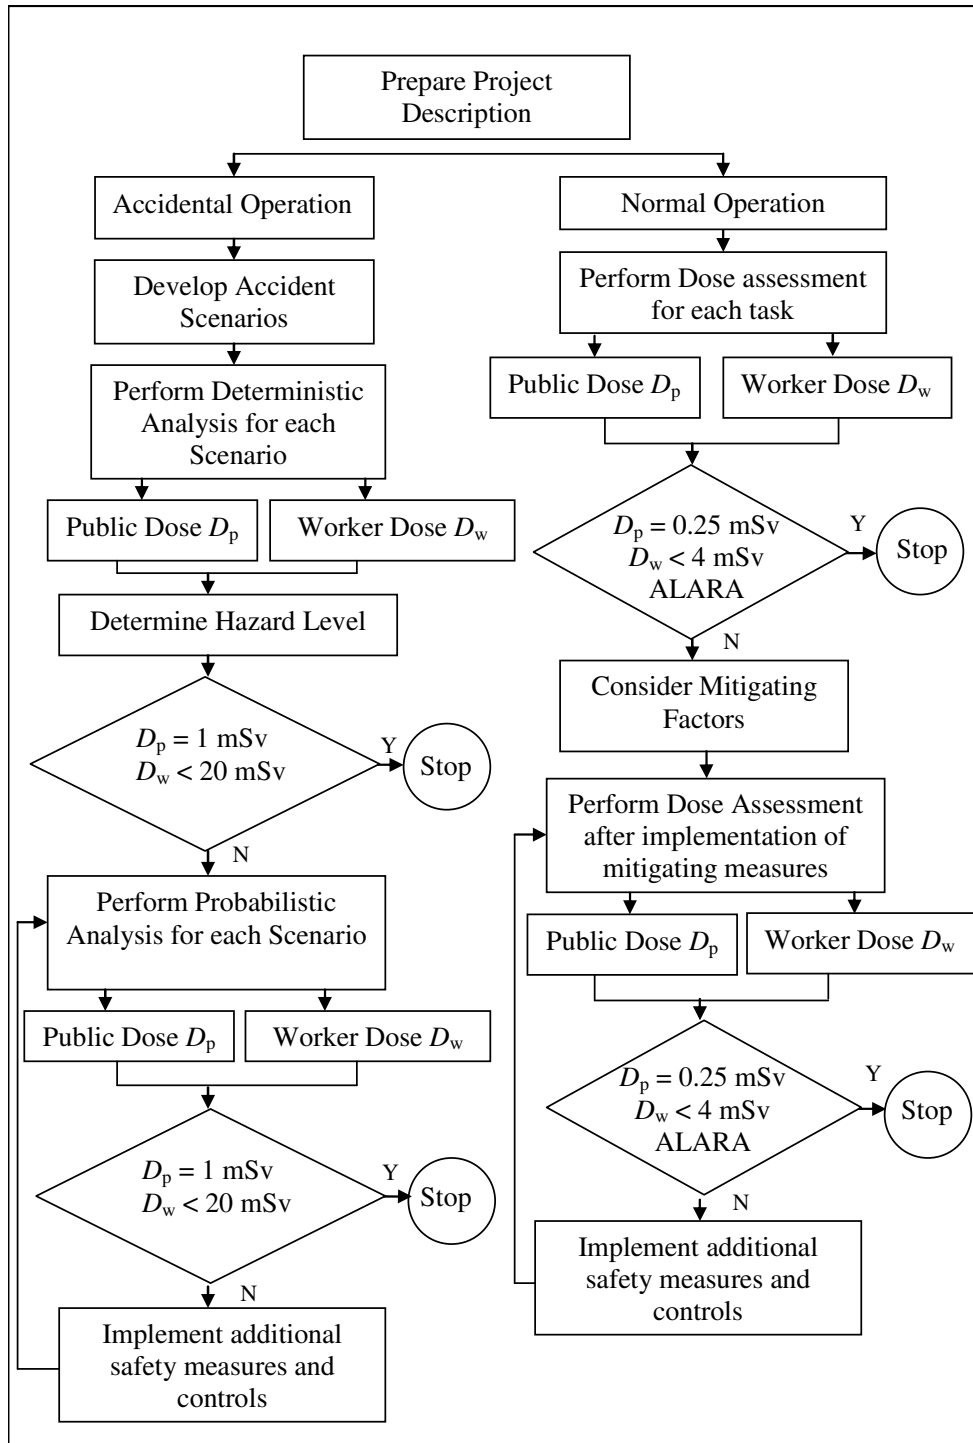 Prepare Project
Description
Accidental Operation
Normal Operation
Develop Accident
Scenarios
Perform Dose assessment
for each task
Perform Deterministic
Analysis for each
Scenario
Public Dose Dp
Worker Dose Dw
Public Dose Dp
Worker Dose Dw
Dp = 0.25 mSv
Dw < 4 mSv
ALARA
Y
Stop
N
Determine Hazard Level
Consider Mitigating
Factors
Dp = 1 mSv
Dw < 20 mSv
Y
Stop
N
Perform Dose Assessment
after implementation of
mitigating measures
Perform Probabilistic
Analysis for each Scenario
Public Dose Dp
Worker Dose Dw
Public Dose Dp
Worker Dose Dw
Dp = 0.25 mSv
Dw < 4 mSv
ALARA
Y
Stop
N
Dp = 1 mSv
Dw < 20 mSv
Y
Stop
N
Implement additional
safety measures and
controls
Implement additional
safety measures and
controls